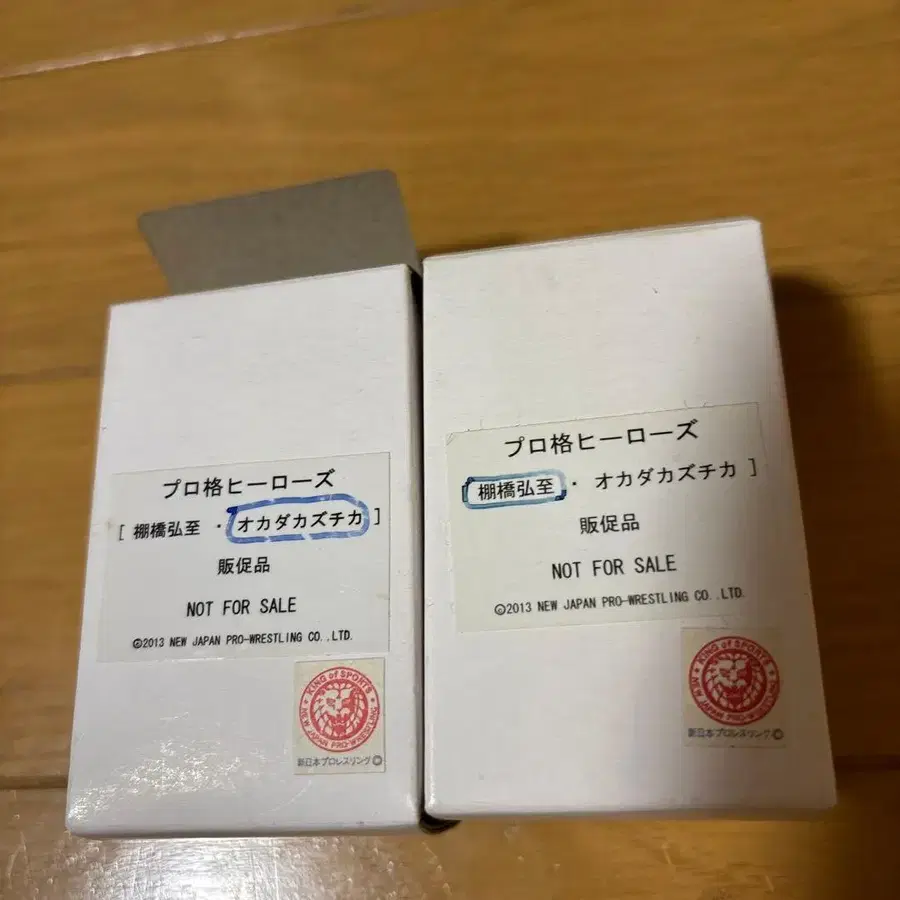 プロ格ヒーローズ
[ 棚橋弘至 ・ オカダカズチカ ]
販促品
NOT FOR SALE
©2013 NEW JAPAN PRO-WRESTLING CO.,LTD.
KING of SPORTS
NEW JAPAN PRO-WRESTLING
新日本プロレスリング
プロ格ヒーローズ
[ 棚橋弘至 ・ オカダカズチカ ]
販促品
NOT FOR SALE
©2013 NEW JAPAN PRO-WRESTLING CO.,LTD.
KING of SPORTS
NEW JAPAN PRO-WRESTLING
新日本プロレスリング